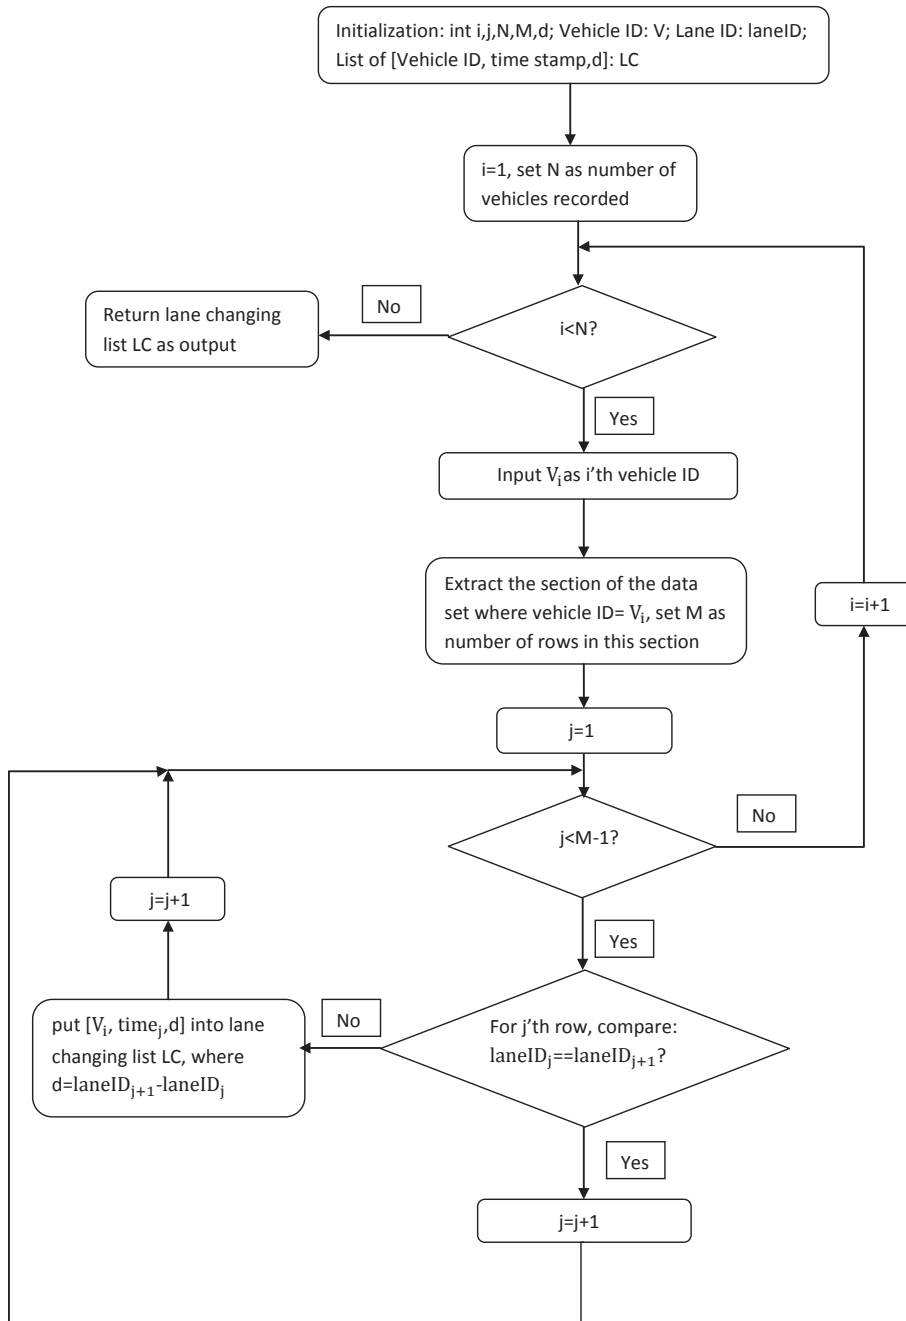 Initialization: int i,j,N,M,d; Vehicle ID: V; Lane ID: laneID;
List of [Vehicle ID, time stamp,d]: LC
i=1, set N as number of
vehicles recorded
i<N?
No
Return lane changing
list LC as output
Yes
Input Vᵢas i’th vehicle ID
Extract the section of the data
set where vehicle ID= Vᵢ, set M as
number of rows in this section
i=i+1
j=1
j<M-1?
No
j=j+1
Yes
For j’th row, compare:
laneIDⱼ==laneIDⱼ₊₁?
No
put [Vᵢ, timeⱼ,d] into lane
changing list LC, where
d=laneIDⱼ₊₁-laneIDⱼ
Yes
j=j+1